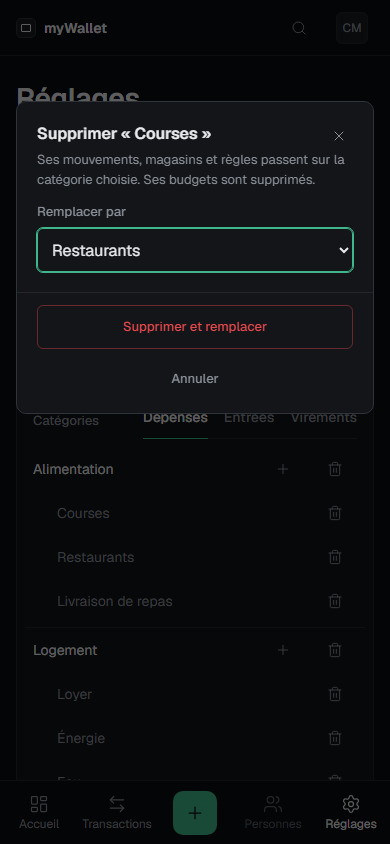 myWallet
CM
Réglages
Supprimer « Courses »
Ses mouvements, magasins et règles passent sur la
catégorie choisie. Ses budgets sont supprimés.
Remplacer par
Restaurants
Supprimer et remplacer
Annuler
Catégories Dépenses Entrées Virements
Alimentation
Courses
Restaurants
Livraison de repas
Logement
Loyer
Énergie
Accueil Transactions Personnes Réglages